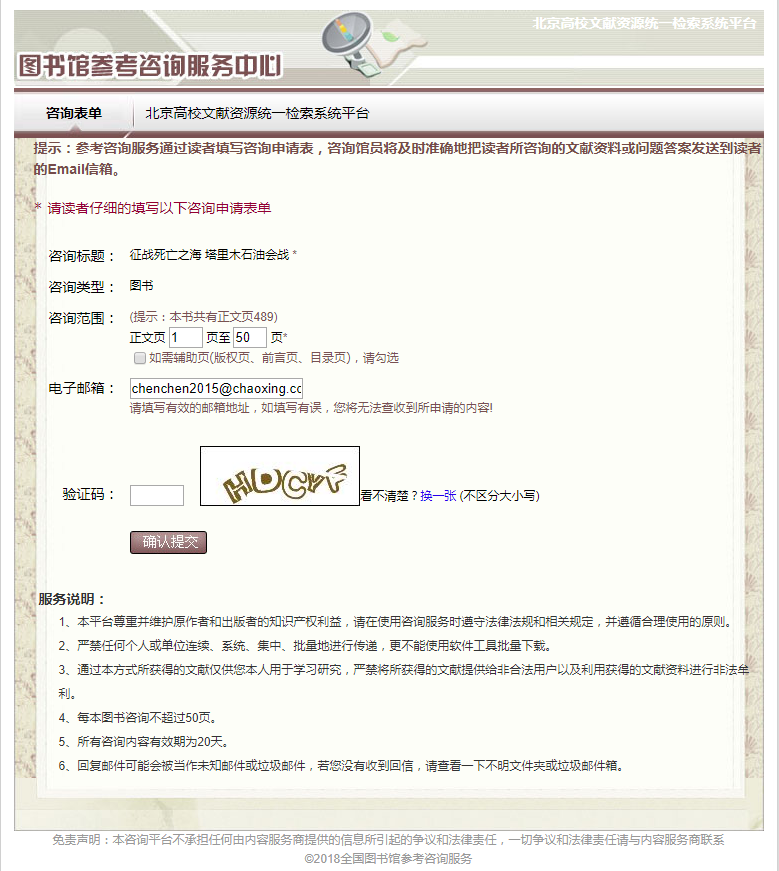 北京高校文献资源统一检索系统平台
图书馆参考咨询服务中心
咨询表单 北京高校文献资源统一检索系统平台
提示：参考咨询服务通过读者填写咨询申请表，咨询馆员将及时准确地把读者所咨询的文献资料或问题答案发送到读者
的Email信箱。
* 请读者仔细的填写以下咨询申请表单
咨询标题： 征战死亡之海 塔里木石油会战 *
咨询类型： 图书
咨询范围： (提示：本书共有正文页489)
正文页 1 页至 50 页*
如需辅助页(版权页、前言页、目录页)，请勾选
电子邮箱： chenchen2015@chaoxing.cc
请填写有效的邮箱地址，如填写有误，您将无法查收到所申请的内容!
验证码： 看不清楚？换一张 (不区分大小写)
确认提交
服务说明：
1、本平台尊重并维护原作者和出版者的知识产权利益，请在使用咨询服务时遵守法律法规和相关规定，并遵循合理使用的原则。
2、严禁任何个人或单位连续、系统、集中、批量地进行传递，更不能使用软件工具批量下载。
3、通过本方式所获得的文献仅供您本人用于学习研究，严禁将所获得的文献提供给非合法用户以及利用获得的文献资料进行非法牟
利。
4、每本图书咨询不超过50页。
5、所有咨询内容有效期为20天。
6、回复邮件可能会被当作未知邮件或垃圾邮件，若您没有收到回信，请查看一下不明文件夹或垃圾邮件箱。
免责声明：本咨询平台不承担任何由内容服务商提供的信息所引起的争议和法律责任，一切争议和法律责任请与内容服务商联系
©2018全国图书馆参考咨询服务